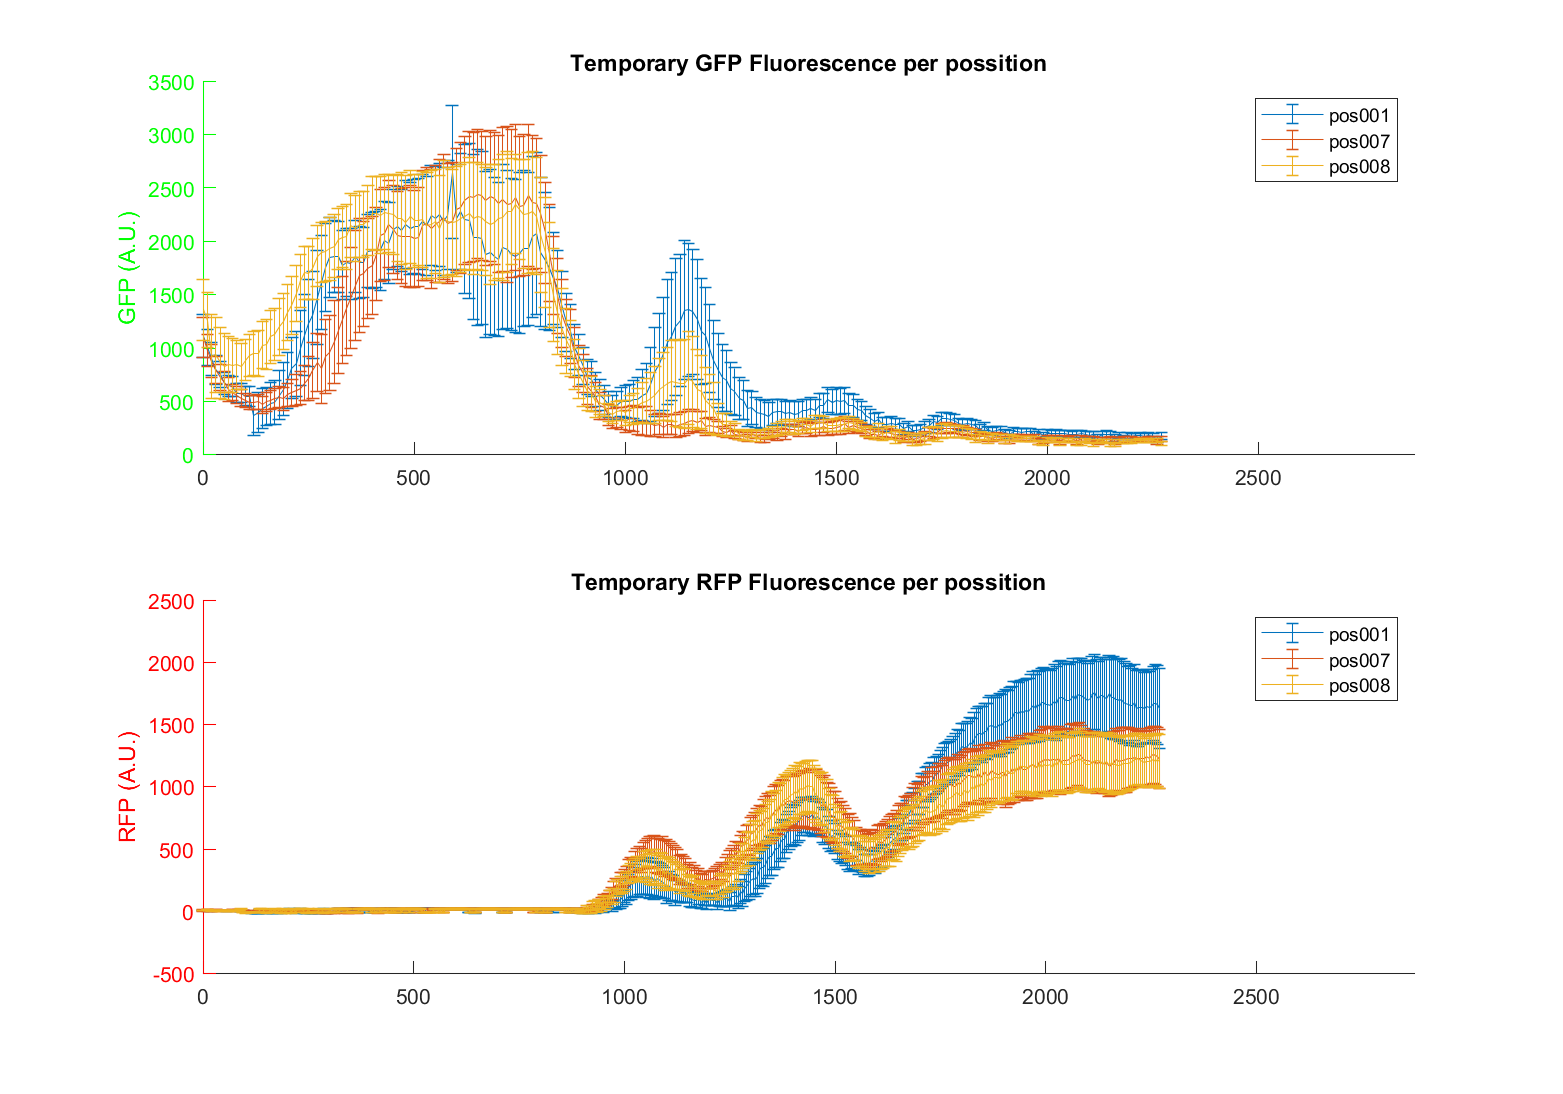 Temporary GFP Fluorescence per possition
GFP (A.U.)
3500
3000
2500
2000
1500
1000
500
0
0 500 1000 1500 2000 2500
pos001
pos007
pos008
Temporary RFP Fluorescence per possition
RFP (A.U.)
2500
2000
1500
1000
500
0
-500
0 500 1000 1500 2000 2500
pos001
pos007
pos008